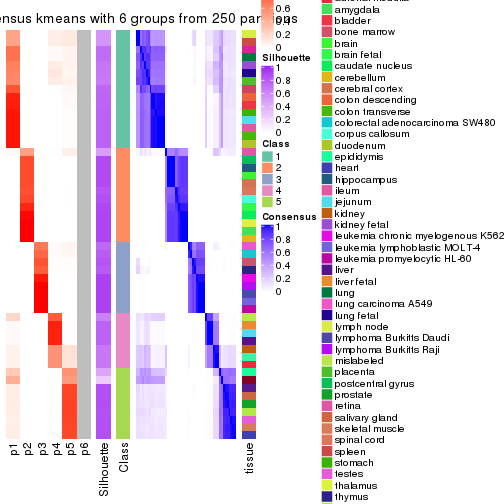 ensus kmeans with 6 groups from 250 partitions
0.6
0.4
0.2
0
Silhouette
1
0.8
0.6
0.4
0.2
0
Class
1
2
3
4
5
Consensus
1
0.8
0.6
0.4
0.2
0
p1
p2
p3
p4
p5
p6
Silhouette
Class
tissue
amygdala
bladder
bone marrow
brain
brain fetal
caudate nucleus
cerebellum
cerebral cortex
colon descending
colon transverse
colorectal adenocarcinoma SW480
corpus callosum
duodenum
epididymis
heart
hippocampus
ileum
jejunum
kidney
kidney fetal
leukemia chronic myelogenous K562
leukemia lymphoblastic MOLT-4
leukemia promyelocytic HL-60
liver
liver fetal
lung
lung carcinoma A549
lung fetal
lymph node
lymphoma Burkitts Daudi
lymphoma Burkitts Raji
mislabeled
placenta
postcentral gyrus
prostate
retina
salivary gland
skeletal muscle
spinal cord
spleen
stomach
testes
thalamus
thymus